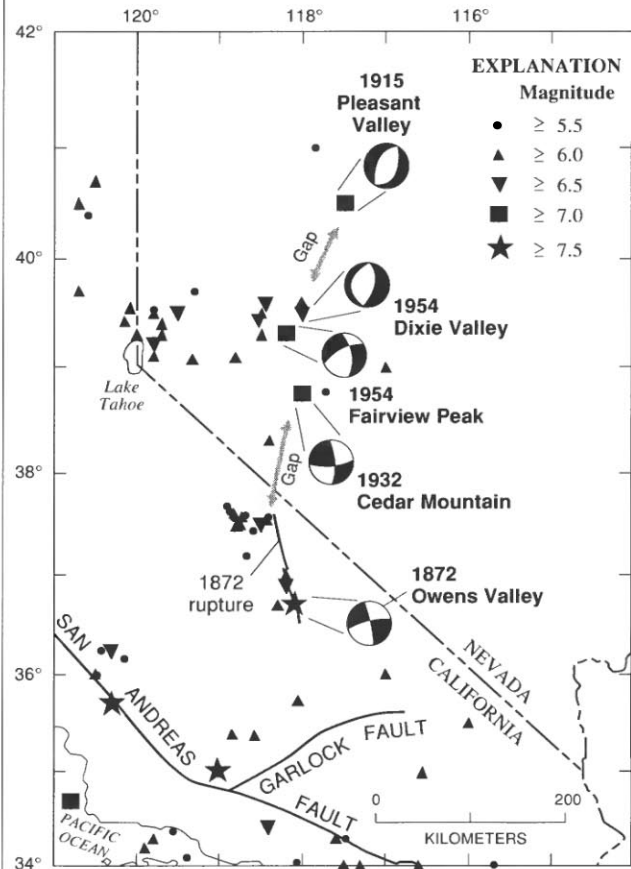 120°
118°
116°
42°
40°
38°
36°
34°
EXPLANATION
Magnitude
≥ 5.5
≥ 6.0
≥ 6.5
≥ 7.0
≥ 7.5
1915
Pleasant
Valley
Gap
1954
Dixie Valley
Lake
Tahoe
1954
Fairview Peak
Gap
1932
Cedar Mountain
1872
rupture
1872
Owens Valley
NEVADA
CALIFORNIA
SAN
ANDREAS
FAULT
GARLOCK FAULT
0 200
KILOMETERS
PACIFIC
OCEAN